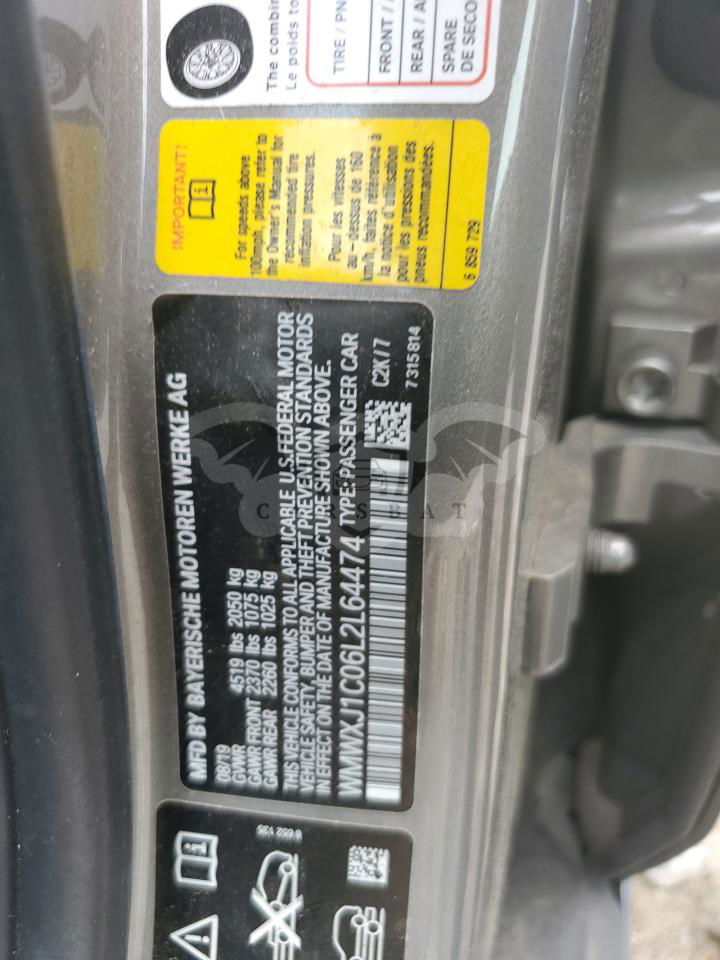 The combin
Le poids to
TIRE / PN
FRONT /
REAR / A
SPARE
DE SECO
IMPORTANT!
For speeds above
100mph, please refer to
the Owner's Manual for
recommended tire
inflation pressures.
Pour les vitesses
au-dessus de 160
km/h, faites référence à
la notice d'utilisation
pour les pressions des
pneus recommandées.
6 859 729
MFD BY BAYERISCHE MOTOREN WERKE AG
08/19
GVWR 4519 lbs 2050 kg
GAWR FRONT 2370 lbs 1075 kg
GAWR REAR 2260 lbs 1025 kg
THIS VEHICLE CONFORMS TO ALL APPLICABLE U.S.FEDERAL MOTOR
VEHICLE SAFETY, BUMPER AND THEFT PREVENTION STANDARDS
IN EFFECT ON THE DATE OF MANUFACTURE SHOWN ABOVE.
WMWXJ1C06L2L64474 TYPE:PASSENGER CAR
C2K/7
7 315 814
CARSBAT